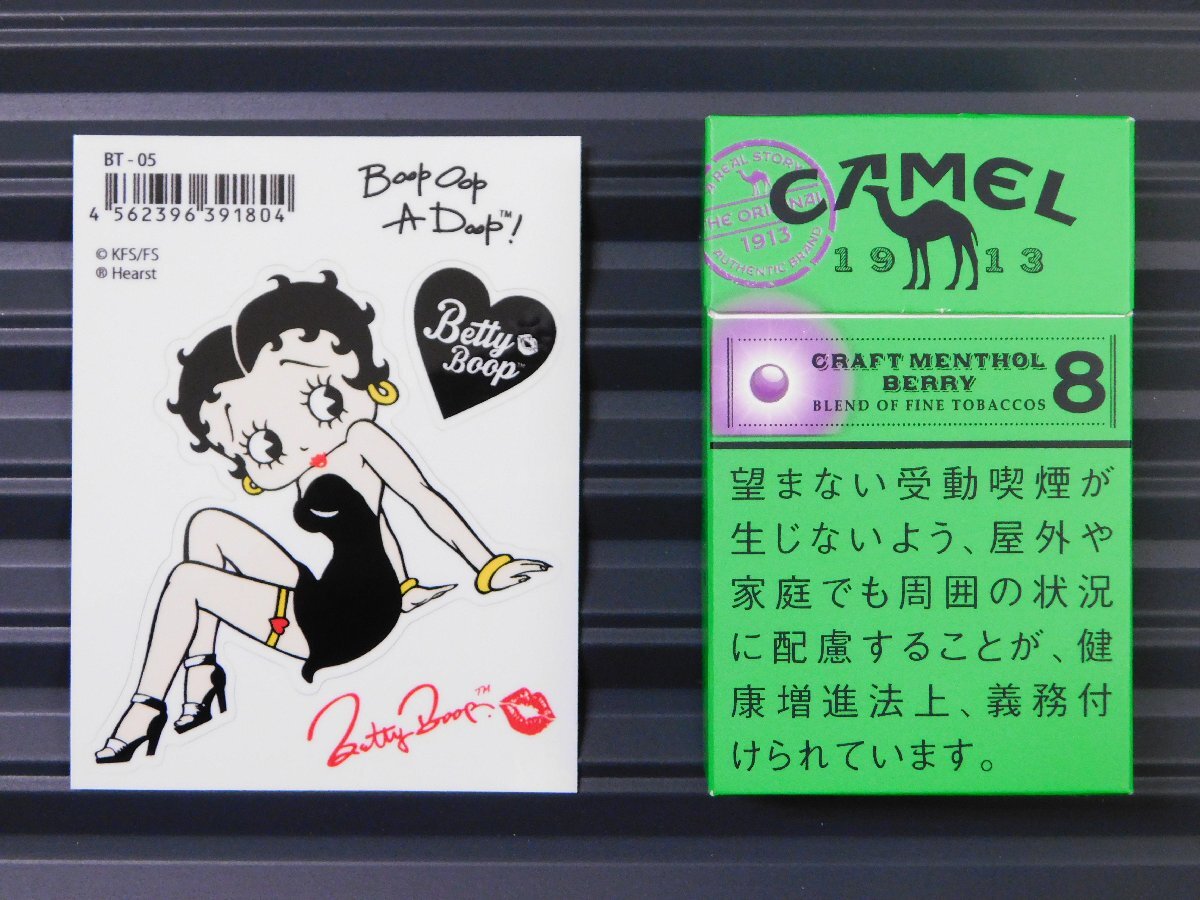 BT - 05
4 562396 391804
© KFS/FS
® Hearst
Boop Oop
A Doop™!
Betty
Boop™
Betty Boop™
A REAL STORY
THE ORIGINAL
1913
AUTHENTIC BRAND
CAMEL
1913
CRAFT MENTHOL
BERRY
BLEND OF FINE TOBACCOS
8
望まない受動喫煙が
生じないよう、屋外や
家庭でも周囲の状況
に配慮することが、健
康増進法上、義務付
けられています。